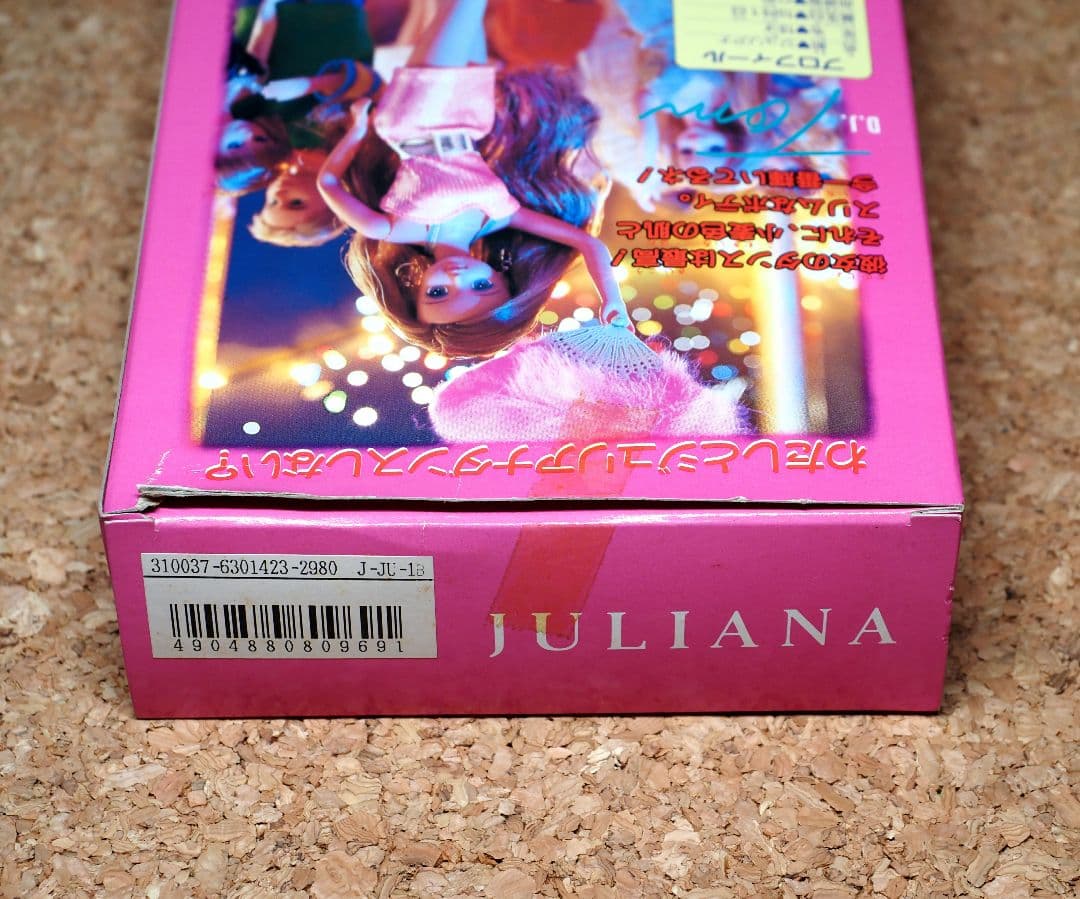 わたしとジュリアナダンスしない?
彼女のダンスは最高!
それに、小麦色の肌と
スリムなボディ。
今一番輝いてるネ!
D.J. Tom
プロフィール
310037-6301423-2980 J-JU-1B
4904880809691
JULIANA